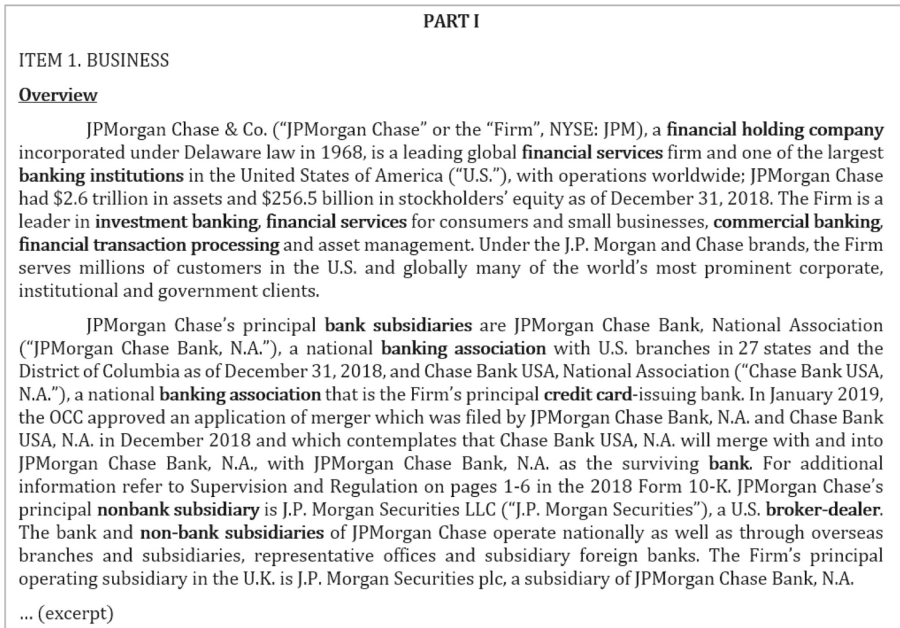 PART I
ITEM 1. BUSINESS
Overview
JPMorgan Chase & Co. (“JPMorgan Chase” or the “Firm”, NYSE: JPM), a financial holding company
incorporated under Delaware law in 1968, is a leading global financial services firm and one of the largest
banking institutions in the United States of America (“U.S.”), with operations worldwide; JPMorgan Chase
had $2.6 trillion in assets and $256.5 billion in stockholders’ equity as of December 31, 2018. The Firm is a
leader in investment banking, financial services for consumers and small businesses, commercial banking,
financial transaction processing and asset management. Under the J.P. Morgan and Chase brands, the Firm
serves millions of customers in the U.S. and globally many of the world’s most prominent corporate,
institutional and government clients.
JPMorgan Chase’s principal bank subsidiaries are JPMorgan Chase Bank, National Association
(“JPMorgan Chase Bank, N.A.”), a national banking association with U.S. branches in 27 states and the
District of Columbia as of December 31, 2018, and Chase Bank USA, National Association (“Chase Bank USA,
N.A.”), a national banking association that is the Firm’s principal credit card-issuing bank. In January 2019,
the OCC approved an application of merger which was filed by JPMorgan Chase Bank, N.A. and Chase Bank
USA, N.A. in December 2018 and which contemplates that Chase Bank USA, N.A. will merge with and into
JPMorgan Chase Bank, N.A., with JPMorgan Chase Bank, N.A. as the surviving bank. For additional
information refer to Supervision and Regulation on pages 1-6 in the 2018 Form 10-K. JPMorgan Chase’s
principal nonbank subsidiary is J.P. Morgan Securities LLC (“J.P. Morgan Securities”), a U.S. broker-dealer.
The bank and non-bank subsidiaries of JPMorgan Chase operate nationally as well as through overseas
branches and subsidiaries, representative offices and subsidiary foreign banks. The Firm’s principal
operating subsidiary in the U.K. is J.P. Morgan Securities plc, a subsidiary of JPMorgan Chase Bank, N.A.
... (excerpt)